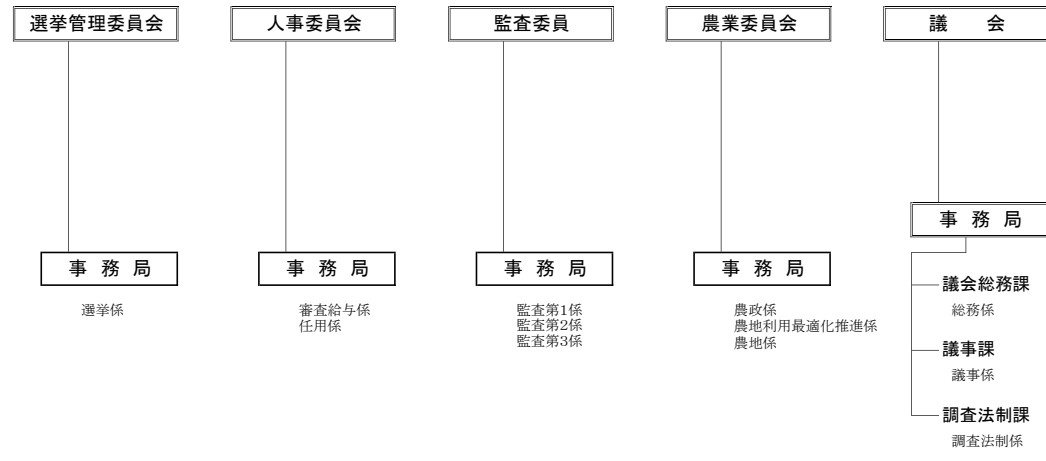 選挙管理委員会
人事委員会
監査委員
農業委員会
議 会
事務局
選挙係
事務局
審査給与係
任用係
事務局
監査第1係
監査第2係
監査第3係
事務局
農政係
農地利用最適化推進係
農地係
事務局
議会総務課
総務係
議事課
議事係
調査法制課
調査法制係